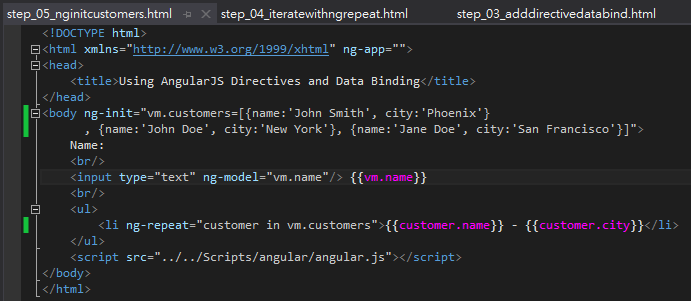 step_05_nginitcustomers.html step_04_iteratewithngrepeat.html step_03_adddirectivedatabind.html
<!DOCTYPE html>
<html xmlns="http://www.w3.org/1999/xhtml" ng-app="">
<head>
    <title>Using AngularJS Directives and Data Binding</title>
</head>
<body ng-init="vm.customers=[{name:'John Smith', city:'Phoenix'}
      , {name:'John Doe', city:'New York'}, {name:'Jane Doe', city:'San Francisco'}]">
    Name:
    <br/>
    <input type="text" ng-model="vm.name"/> {{vm.name}}
    <br/>
    <ul>
        <li ng-repeat="customer in vm.customers">{{customer.name}} - {{customer.city}}</li>
    </ul>
    <script src="../../Scripts/angular/angular.js"></script>
</body>
</html>